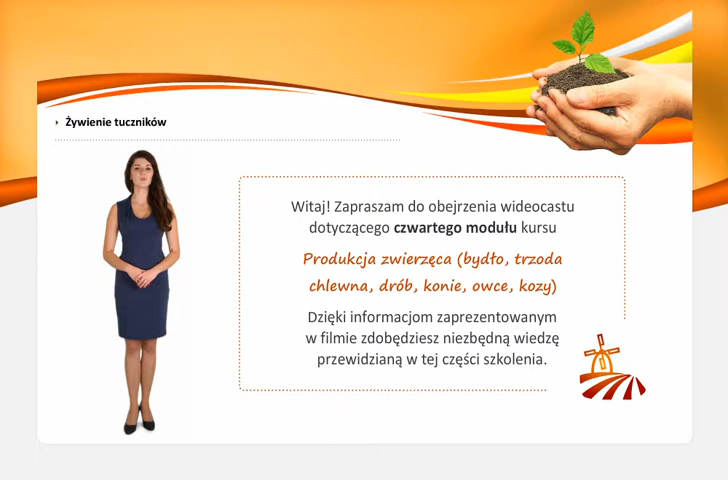 Żywienie tuczników
Witaj! Zapraszam do obejrzenia wideocastu
dotyczącego czwartego modułu kursu
Produkcja zwierzęca (bydło, trzoda
chlewna, drób, konie, owce, kozy)
Dzięki informacjom zaprezentowanym
w filmie zdobędziesz niezbędną wiedzę
przewidzianą w tej części szkolenia.